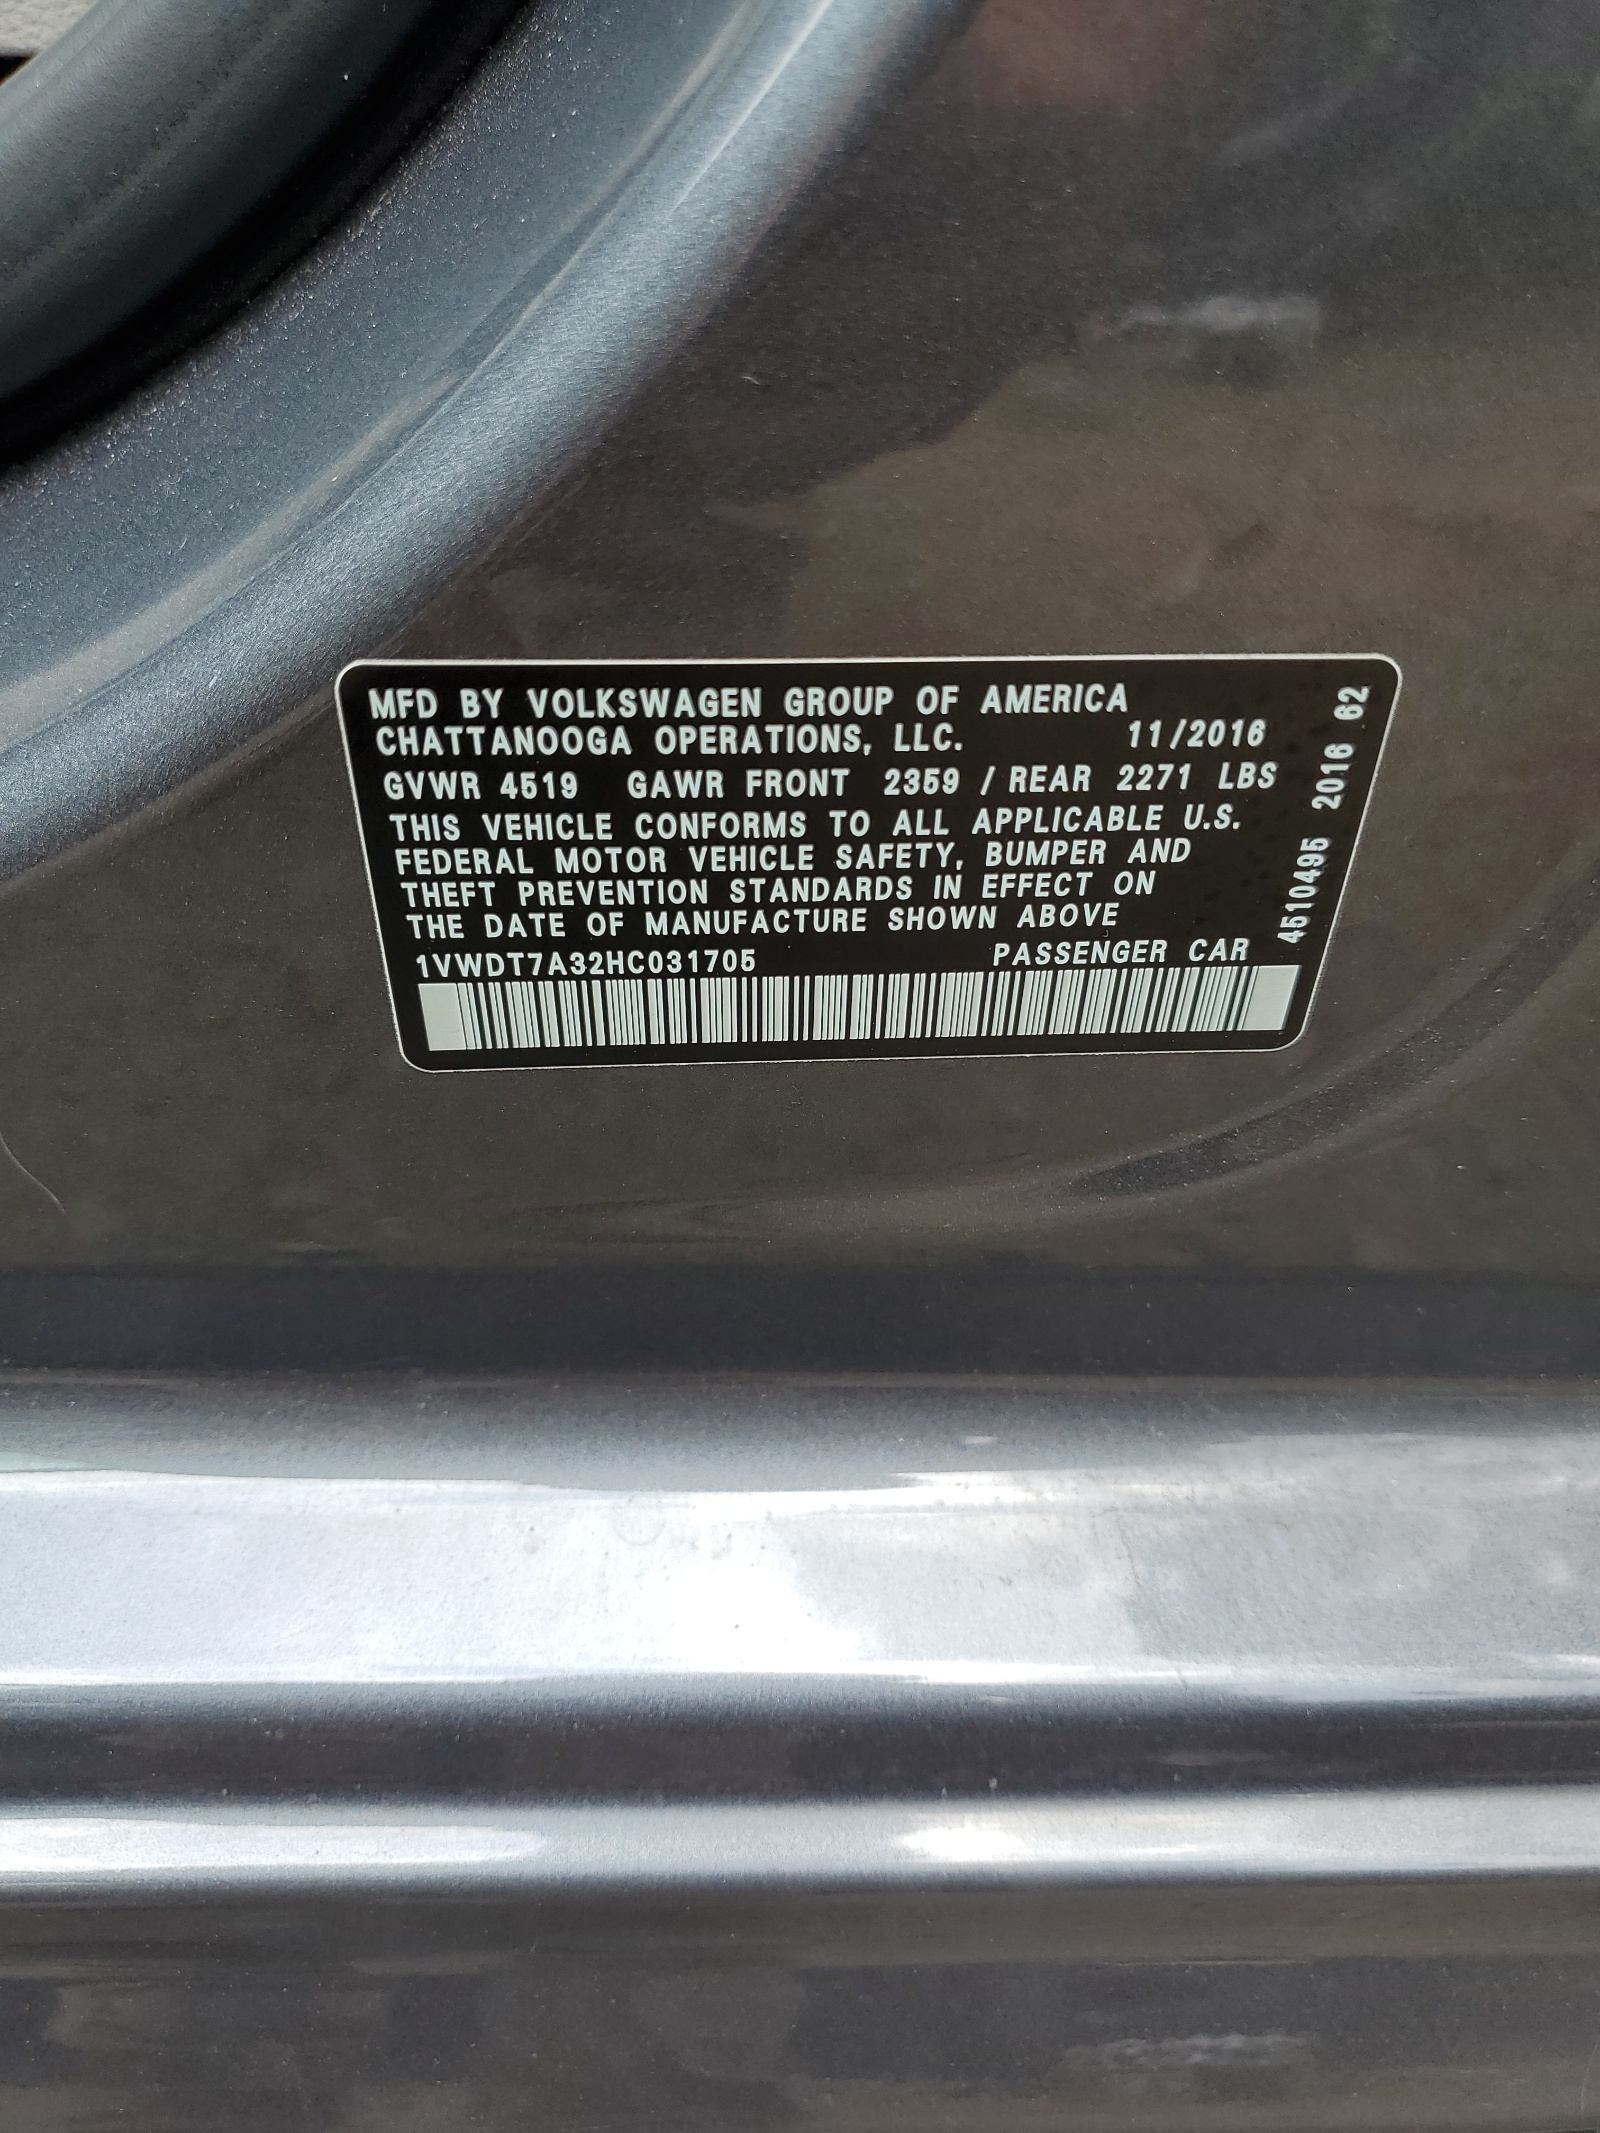 MFD BY VOLKSWAGEN GROUP OF AMERICA
CHATTANOOGA OPERATIONS, LLC. 11/2016
GVWR 4519 GAWR FRONT 2359 / REAR 2271 LBS
THIS VEHICLE CONFORMS TO ALL APPLICABLE U.S.
FEDERAL MOTOR VEHICLE SAFETY, BUMPER AND
THEFT PREVENTION STANDARDS IN EFFECT ON
THE DATE OF MANUFACTURE SHOWN ABOVE
1VWDT7A32HC031705 PASSENGER CAR
4510495 2016 62